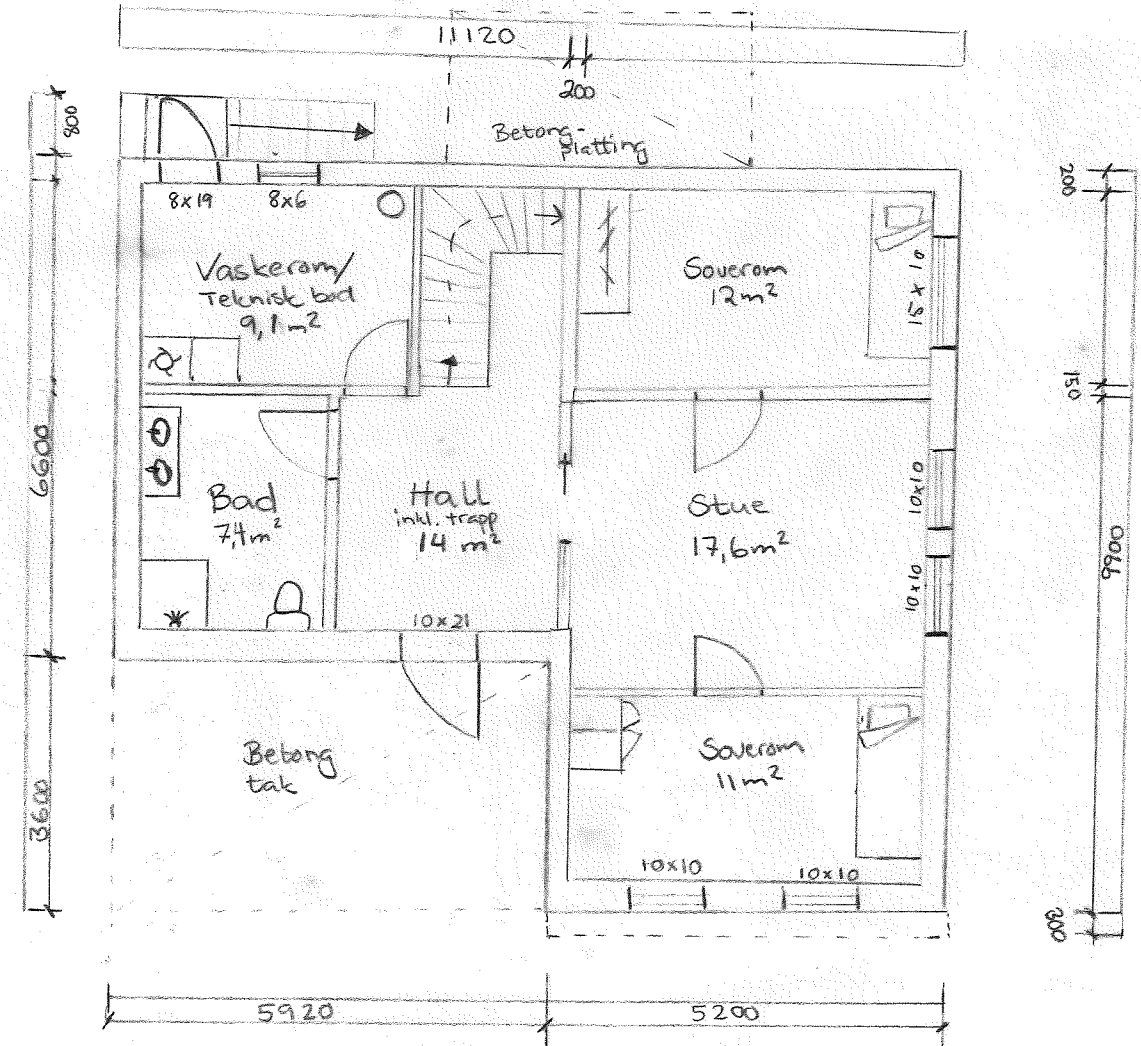 11120
200
800
Betong-
platting
8x19
8x6
200
Vaskerom/
Teknisk bod
9,1 m²
Soverom
12m²
15 x 10
150
6600
Bad
7,4m²
Hall
inkl. trapp
14 m²
Stue
17,6m²
10x10
10x10
9900
10x21
Betong
tak
Soverom
11m²
3600
10x10
10x10
300
5920
5200